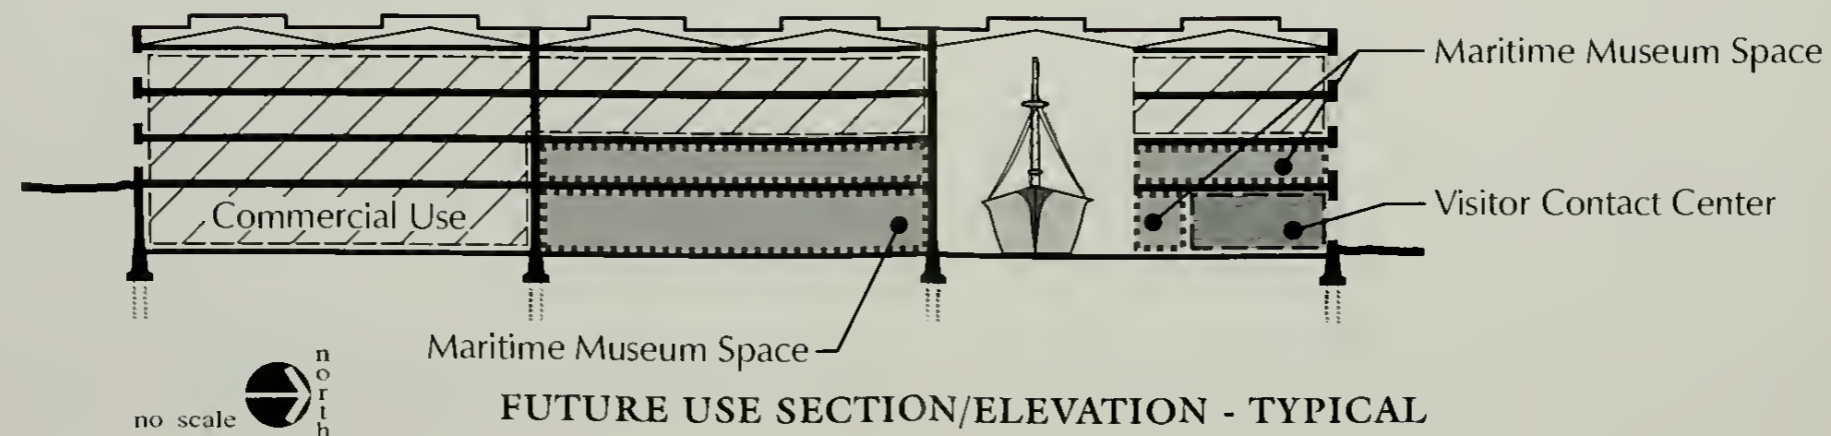 Maritime Museum Space
Visitor Contact Center
Commercial Use
Maritime Museum Space
no scale
north
FUTURE USE SECTION/ELEVATION - TYPICAL